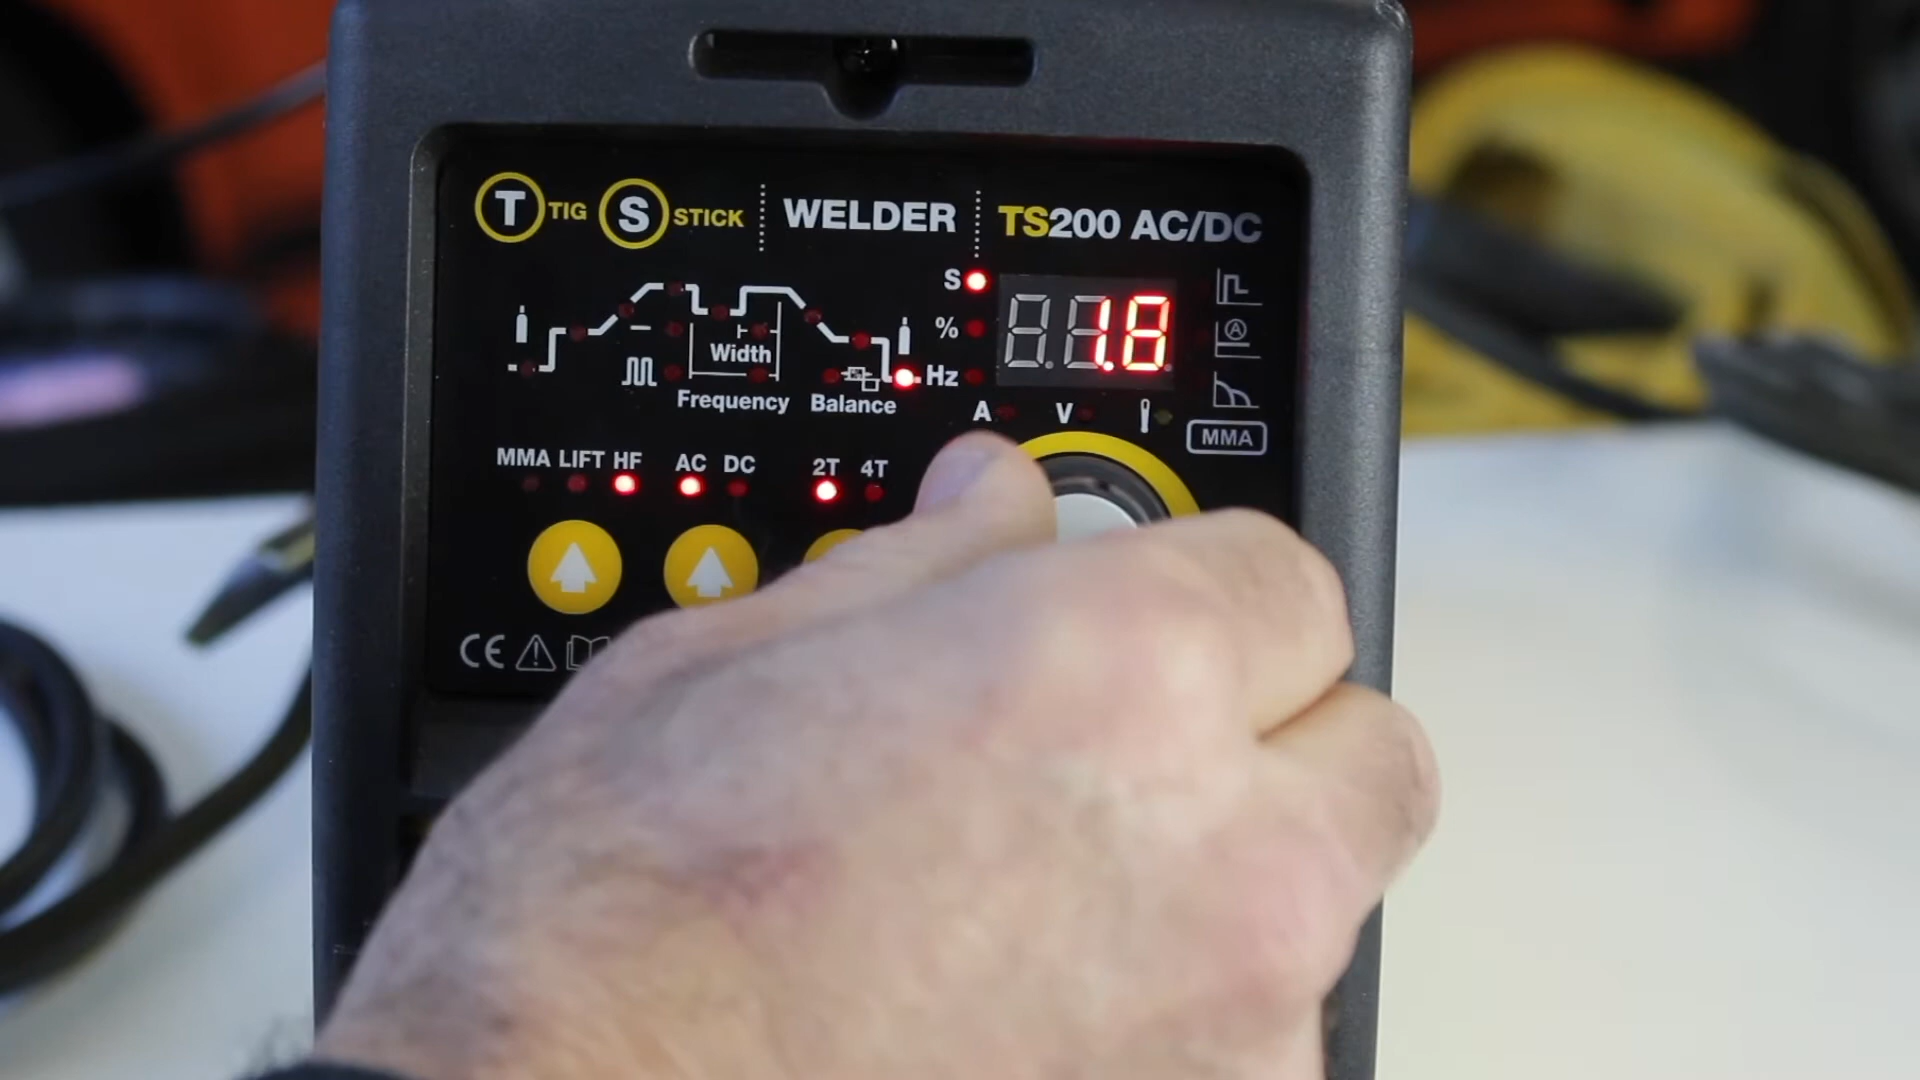 T TIG S STICK WELDER TS200 AC/DC
S
1.8
%
Width
Hz
Frequency Balance
A V
MMA
MMA LIFT HF AC DC 2T 4T
CE